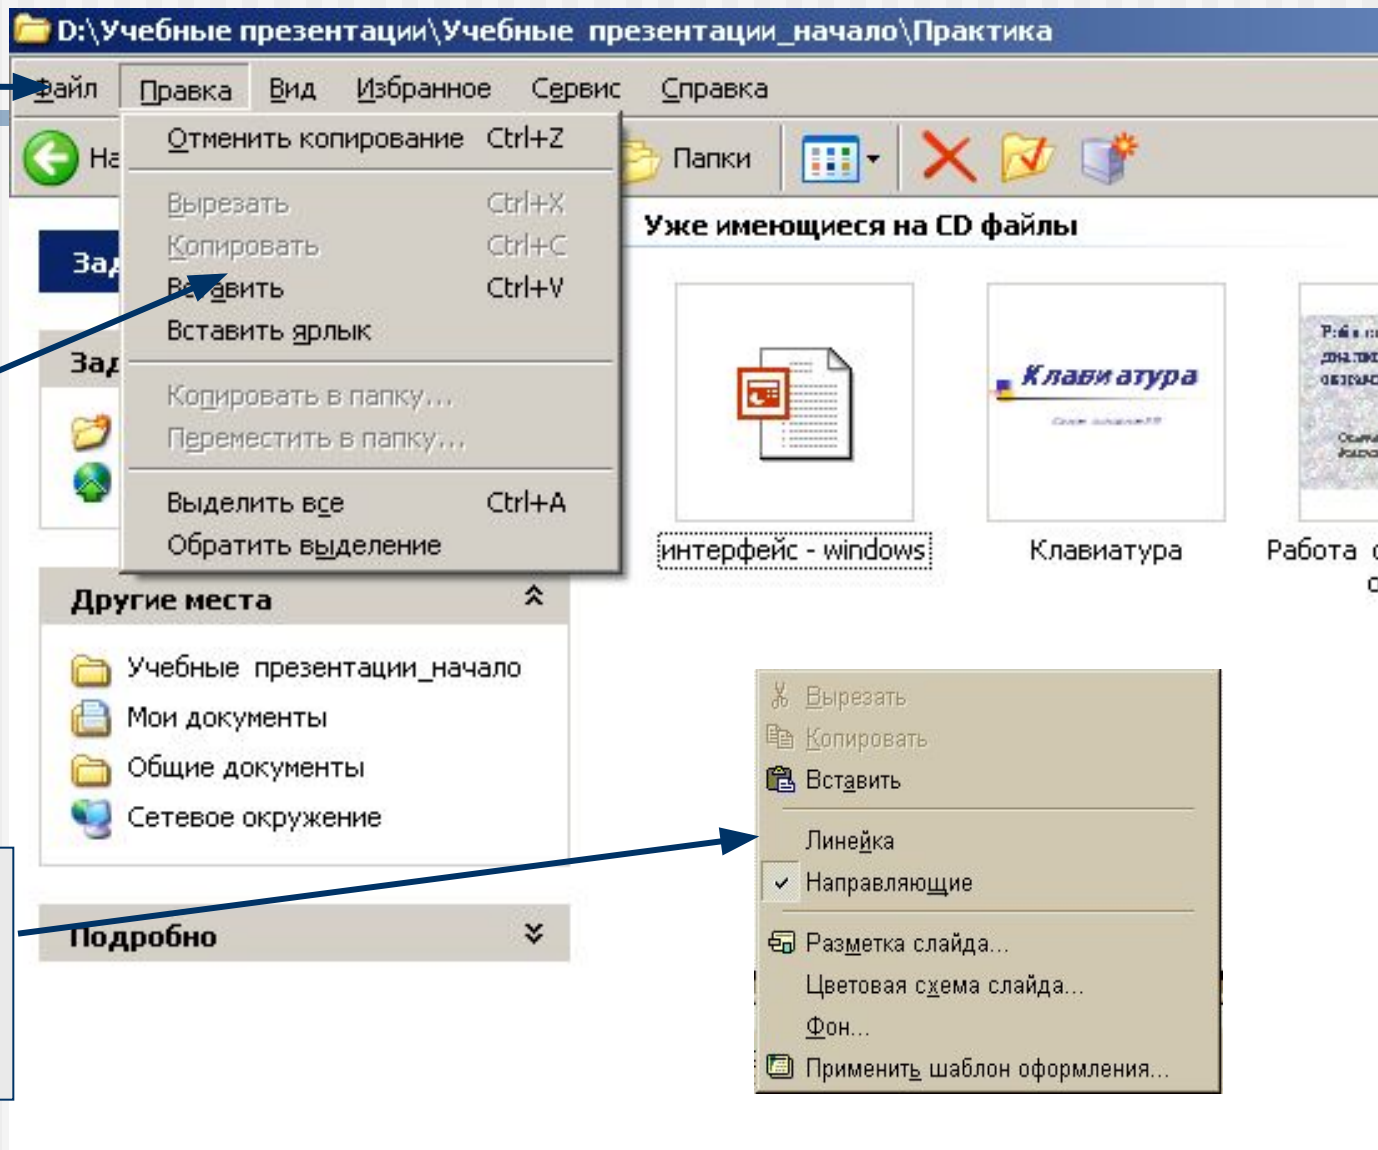 D:\Учебные презентации\Учебные презентации_начало\Практика
Файл Правка Вид Избранное Сервис Справка
На Папки
Отменить копирование Ctrl+Z
Вырезать Ctrl+X
Копировать Ctrl+C
Вставить Ctrl+V
Вставить ярлык
Копировать в папку...
Переместить в папку...
Выделить все Ctrl+A
Обратить выделение
Зад
Зад
Другие места
Учебные презентации_начало
Мои документы
Общие документы
Сетевое окружение
Подробно
Уже имеющиеся на CD файлы
Клавиатура
интерфейс - windows
Клавиатура
Работа с
с
Вырезать
Копировать
Вставить
Линейка
Направляющие
Разметка слайда...
Цветовая схема слайда...
Фон...
Применить шаблон оформления...